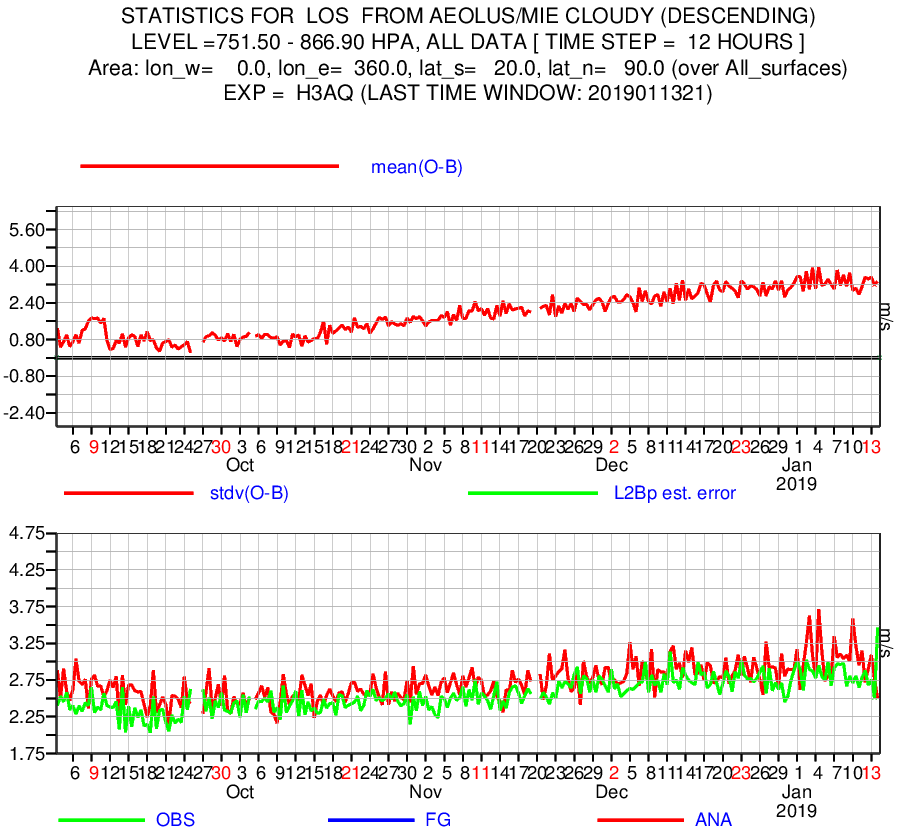 STATISTICS FOR  LOS  FROM AEOLUS/MIE CLOUDY (DESCENDING)
LEVEL =751.50 - 866.90 HPA, ALL DATA [ TIME STEP =  12 HOURS ]
Area: lon_w=    0.0, lon_e=  360.0, lat_s=   20.0, lat_n=   90.0 (over All_surfaces)
EXP =  H3AQ (LAST TIME WINDOW: 2019011321)
mean(O-B)
5.60
4.00
2.40
0.80
-0.80
-2.40
m/s
6 9 12 15 18 21 24 27 30 3 6 9 12 15 18 21 24 27 30 2 5 8 11 14 17 20 23 26 29 2 5 8 11 14 17 20 23 26 29 1 4 7 10 13
Oct Nov Dec Jan
2019
stdv(O-B) L2Bp est. error
4.75
4.25
3.75
3.25
2.75
2.25
1.75
m/s
6 9 12 15 18 21 24 27 30 3 6 9 12 15 18 21 24 27 30 2 5 8 11 14 17 20 23 26 29 2 5 8 11 14 17 20 23 26 29 1 4 7 10 13
Oct Nov Dec Jan
2019
OBS FG ANA